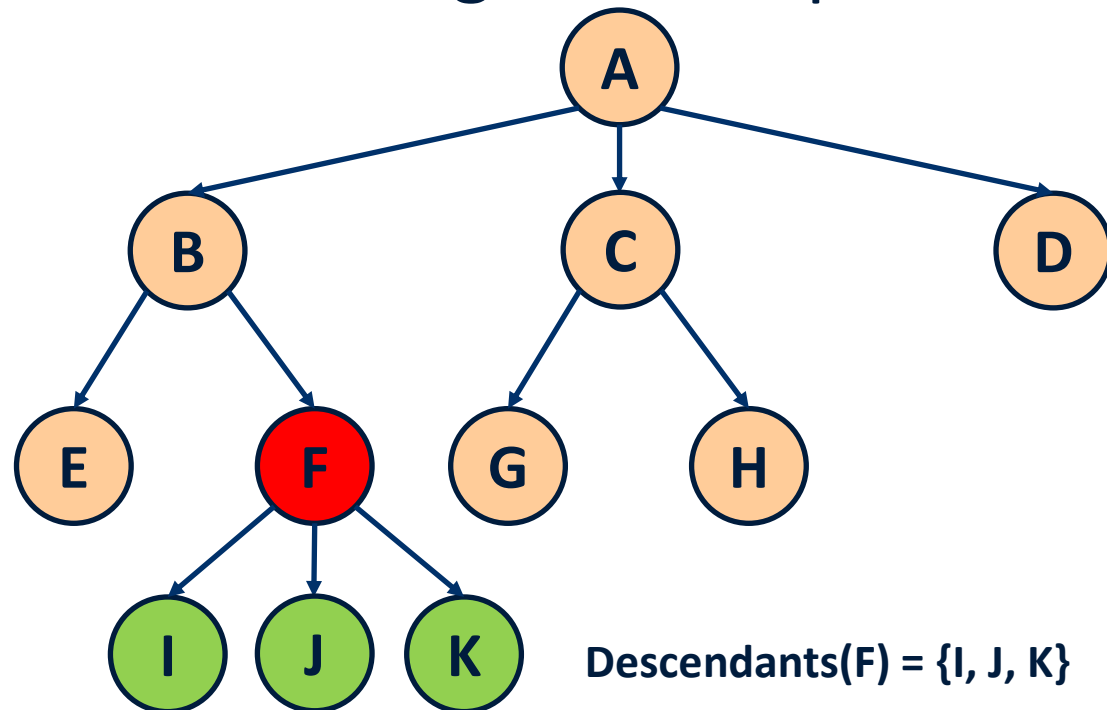 A
B
C
D
E
F
G
H
I
J
K
Descendants(F) = {I, J, K}